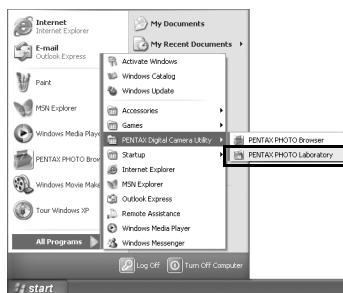 Internet
Internet Explorer
E-mail
Outlook Express
Paint
MSN Explorer
Windows Media Playe
PENTAX PHOTO Brow
Windows Movie Make
Tour Windows XP
All Programs
My Documents
My Recent Documents
Activate Windows
Windows Catalog
Windows Update
Accessories
Games
PENTAX Digital Camera Utility
Startup
Internet Explorer
MSN Explorer
Outlook Express
Remote Assistance
Windows Media Player
Windows Messenger
PENTAX PHOTO Browser
PENTAX PHOTO Laboratory
Log Off
Turn Off Computer
start